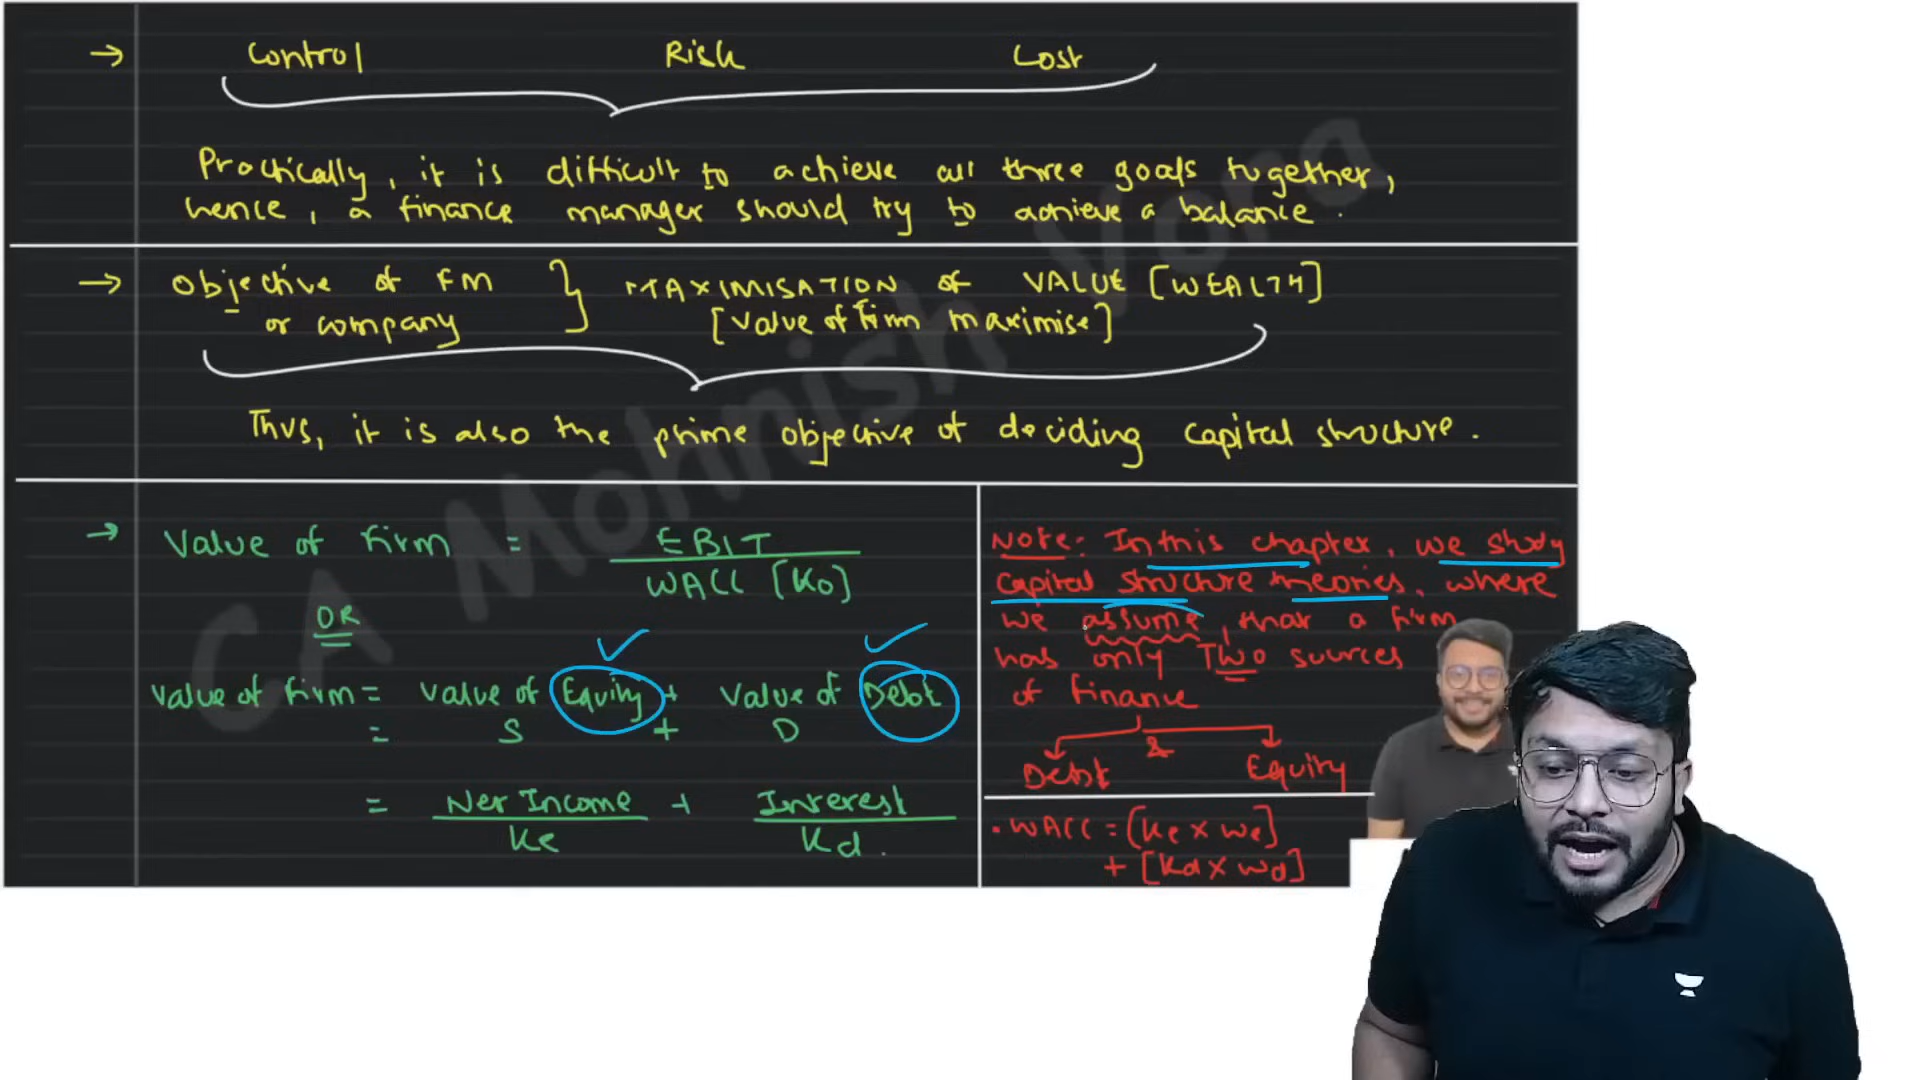 → Control Risk Cost
Practically, it is difficult to achieve all three goals together,
hence, a finance manager should try to achieve a balance.
→ Objective of FM } MAXIMISATION of VALUE [WEALTH]
or company [Value of Firm maximise]
Thus, it is also the prime objective of deciding capital structure.
→ Value of Firm = EBIT
WACC [Ko]
OR
Value of Firm = Value of Equity + Value of Debt
= S + D
= Net Income + Interest
Ke Kd.
Note: In this chapter, we study
capital structure theories, where
we assume, that a firm
has only Two sources
of finance
&
Debt Equity
. WACC = [Ke x We]
+ [Kd x Wd]
CA Mohnish Vora